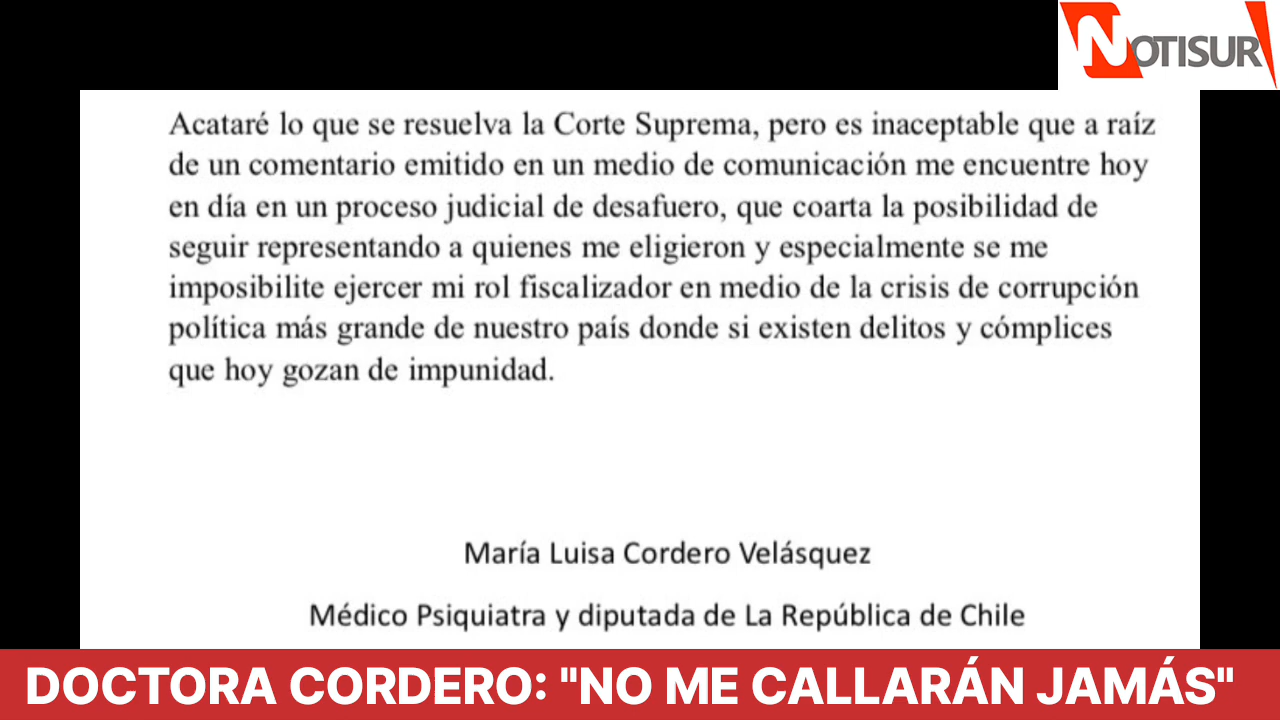 NOTISUR
Acataré lo que se resuelva la Corte Suprema, pero es inaceptable que a raíz
de un comentario emitido en un medio de comunicación me encuentre hoy
en día en un proceso judicial de desafuero, que coarta la posibilidad de
seguir representando a quienes me eligieron y especialmente se me
imposibilite ejercer mi rol fiscalizador en medio de la crisis de corrupción
política más grande de nuestro país donde si existen delitos y cómplices
que hoy gozan de impunidad.
María Luisa Cordero Velásquez
Médico Psiquiatra y diputada de La República de Chile
DOCTORA CORDERO: "NO ME CALLARÁN JAMÁS"